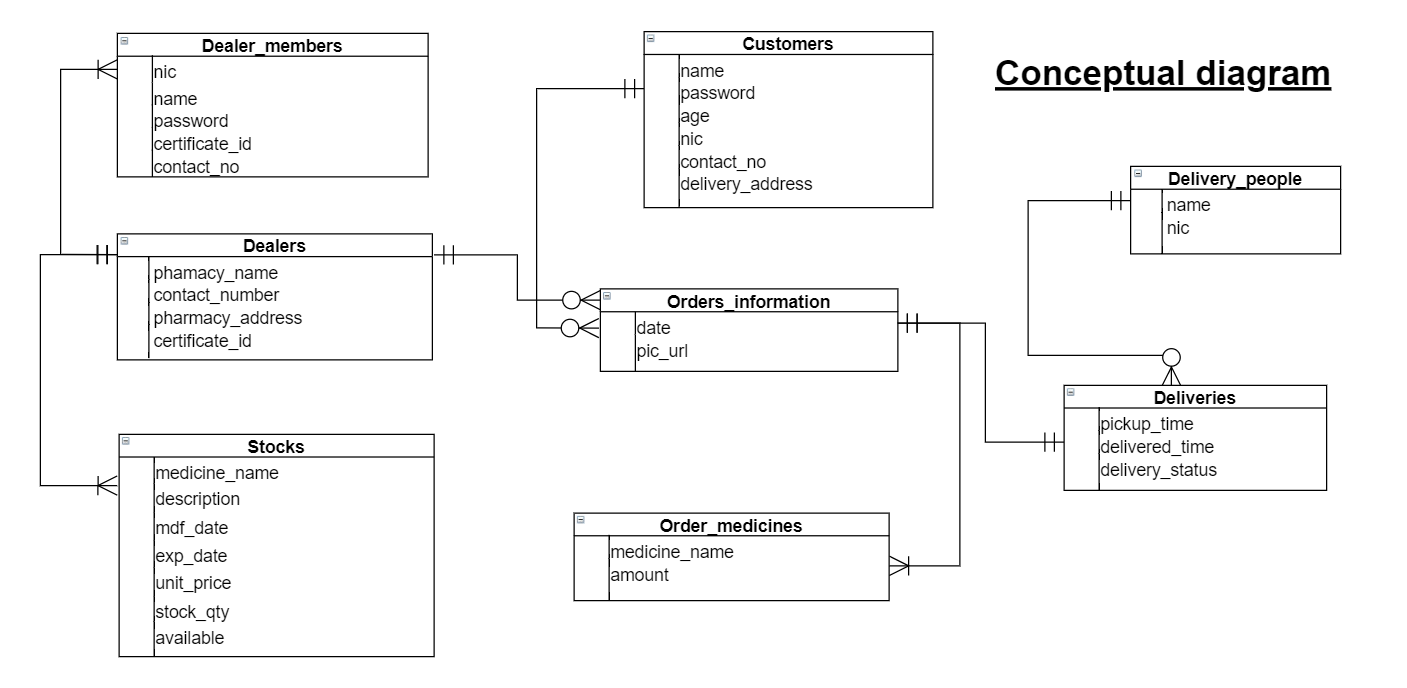 Dealer_members
nic
name
password
certificate_id
contact_no
Customers
name
password
age
nic
contact_no
delivery_address
Conceptual diagram
Delivery_people
name
nic
Dealers
phamacy_name
contact_number
pharmacy_address
certificate_id
Orders_information
date
pic_url
Deliveries
pickup_time
delivered_time
delivery_status
Stocks
medicine_name
description
mdf_date
exp_date
unit_price
stock_qty
available
Order_medicines
medicine_name
amount